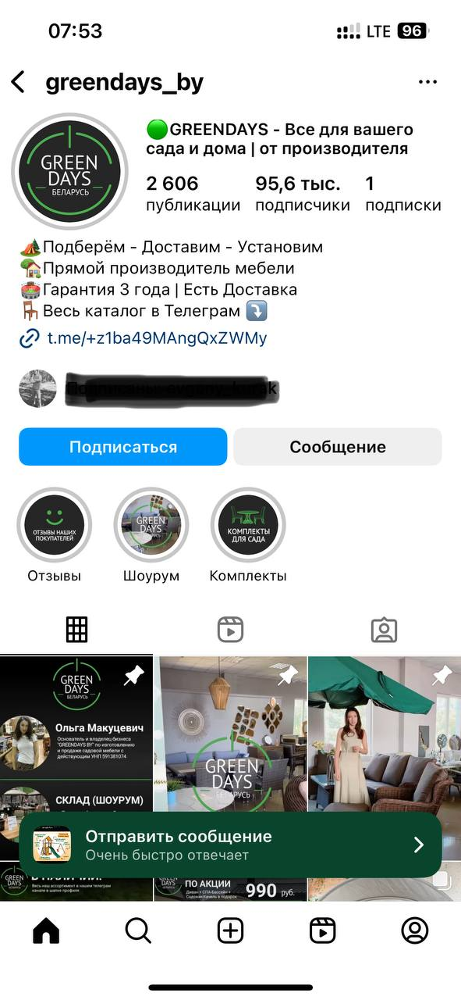 07:53
LTE 96
greendays_by
GREENDAYS - Все для вашего
сада и дома | от производителя
GREEN
DAYS
БЕЛАРУСЬ
2 606 95,6 тыс. 1
публикации подписчики подписки
Подберём - Доставим - Установим
Прямой производитель мебели
Гарантия 3 года | Есть Доставка
Весь каталог в Телеграм
t.me/+z1ba49MAngQxZWMy
Подписаться Сообщение
ОТЗЫВЫ НАШИХ
ПОКУПАТЕЛЕЙ
GREEN
DAYS
КОМПЛЕКТЫ
ДЛЯ САДА
Отзывы Шоурум Комплекты
GREEN
DAYS
БЕЛАРУСЬ
Ольга Макуцевич
Основатель и владелец бизнеса
"GREENDAYS BY" по изготовлению
и продаже садовой мебели с
действующим УНП 591381074
СКЛАД (ШОУРУМ)
GREEN
DAYS
БЕЛАРУСЬ
Отправить сообщение
Очень быстро отвечает
GREEN
DAYS
Весь наш ассортимент в нашем телеграм
канале в шапке профиля
DAYS
ПО АКЦИИ
Диван + СПА-Бассейн +
Садовая Качель в подарок
990 руб.